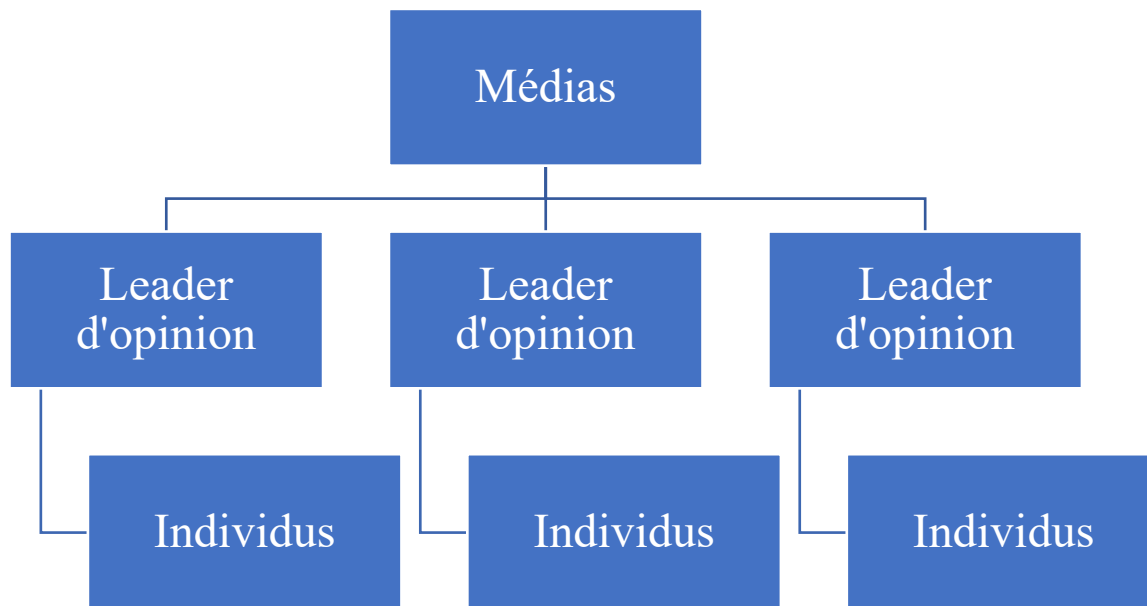 Médias
Leader
d'opinion
Leader
d'opinion
Leader
d'opinion
Individus
Individus
Individus